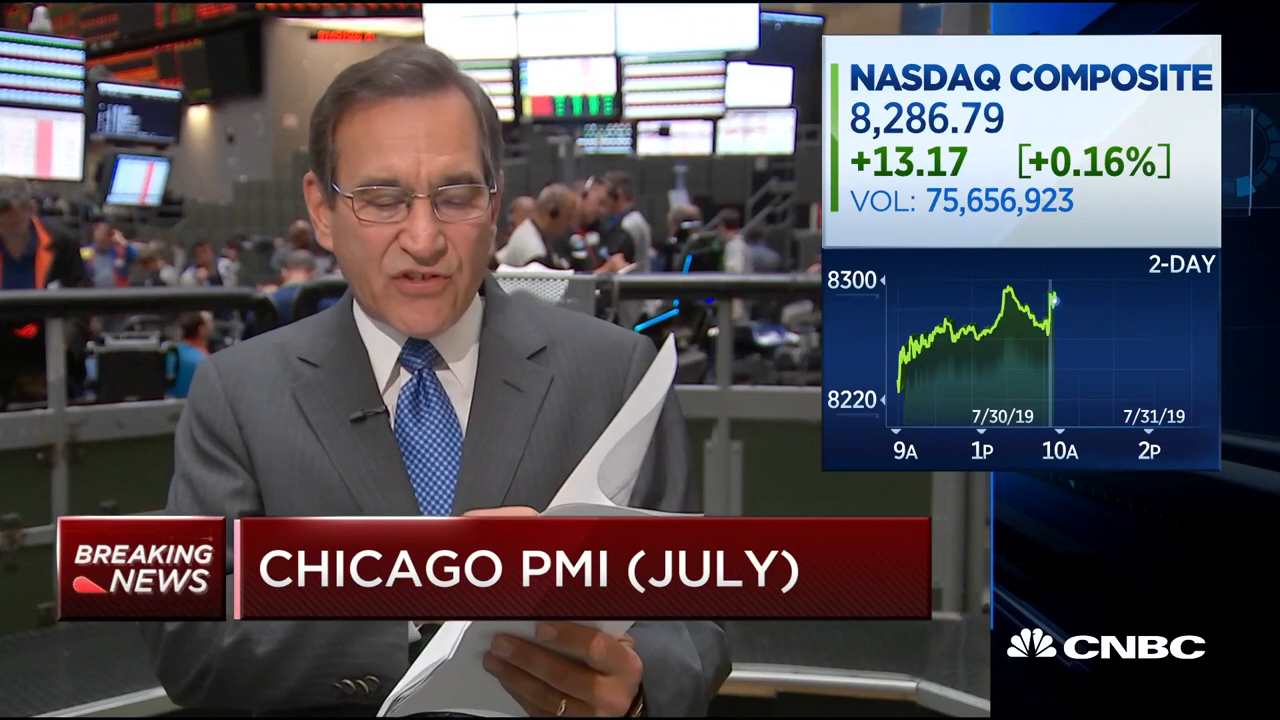 NASDAQ COMPOSITE
8,286.79
+13.17 [+0.16%]
VOL: 75,656,923
2-DAY
8300
8220
7/30/19 7/31/19
9A 1P 10A 2P
BREAKING
NEWS
CHICAGO PMI (JULY)
CNBC